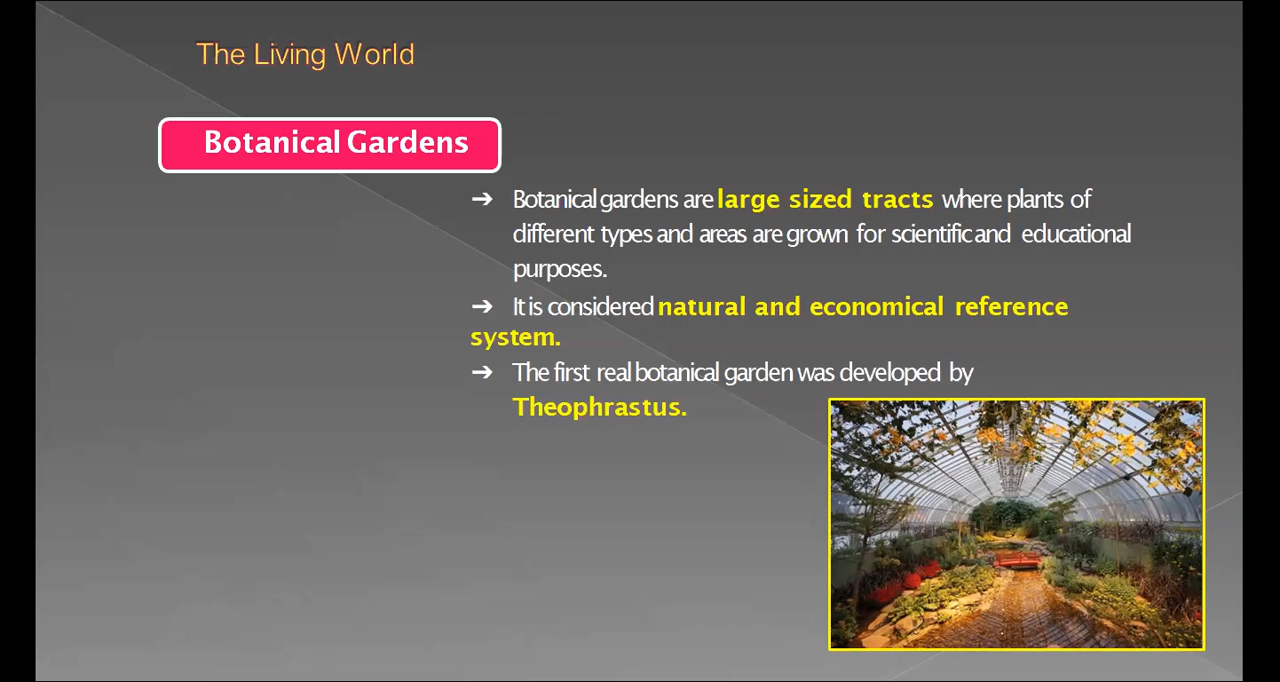 The Living World
Botanical Gardens
➔ Botanical gardens are large sized tracts where plants of
different types and areas are grown for scientific and educational
purposes.
➔ It is considered natural and economical reference
system.
➔ The first real botanical garden was developed by
Theophrastus.